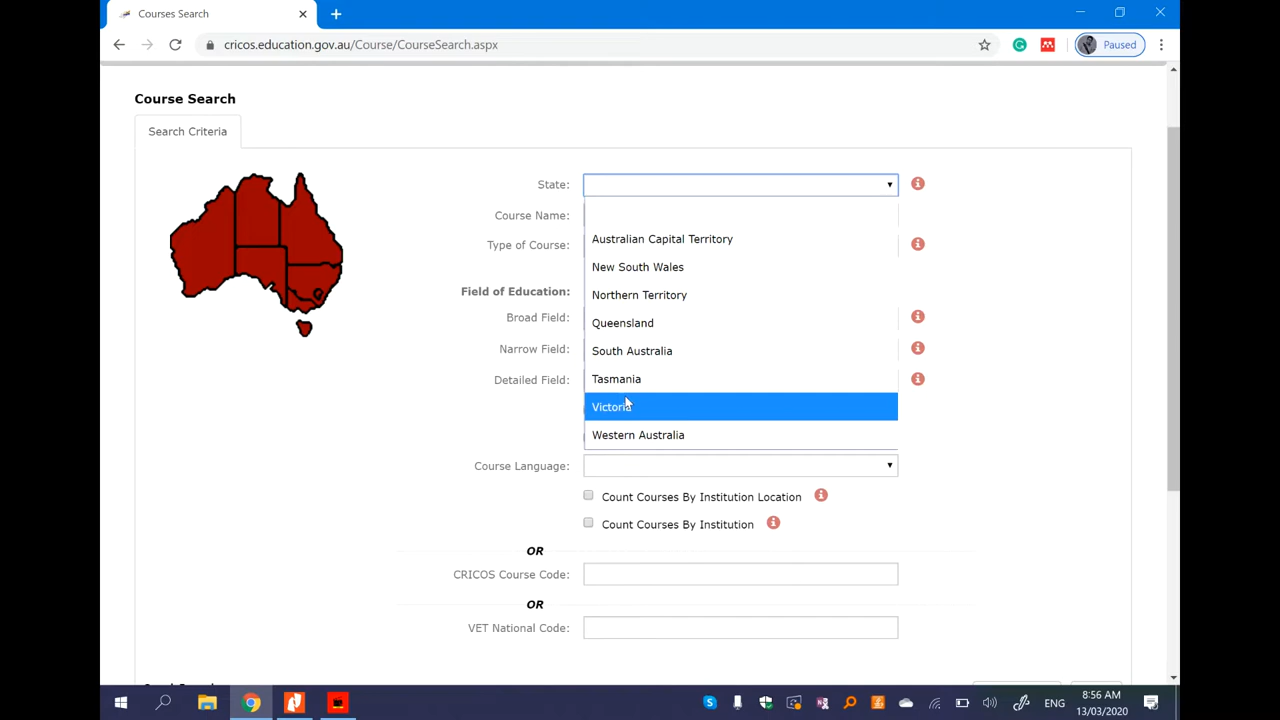 Courses Search
cricos.education.gov.au/Course/CourseSearch.aspx
Paused
Course Search
Search Criteria
State:
Course Name:
Type of Course:
Australian Capital Territory
New South Wales
Field of Education:
Northern Territory
Broad Field:
Queensland
Narrow Field:
South Australia
Detailed Field:
Tasmania
Victoria
Western Australia
Course Language:
Count Courses By Institution Location
Count Courses By Institution
OR
CRICOS Course Code:
OR
VET National Code:
ENG
8:56 AM
13/03/2020